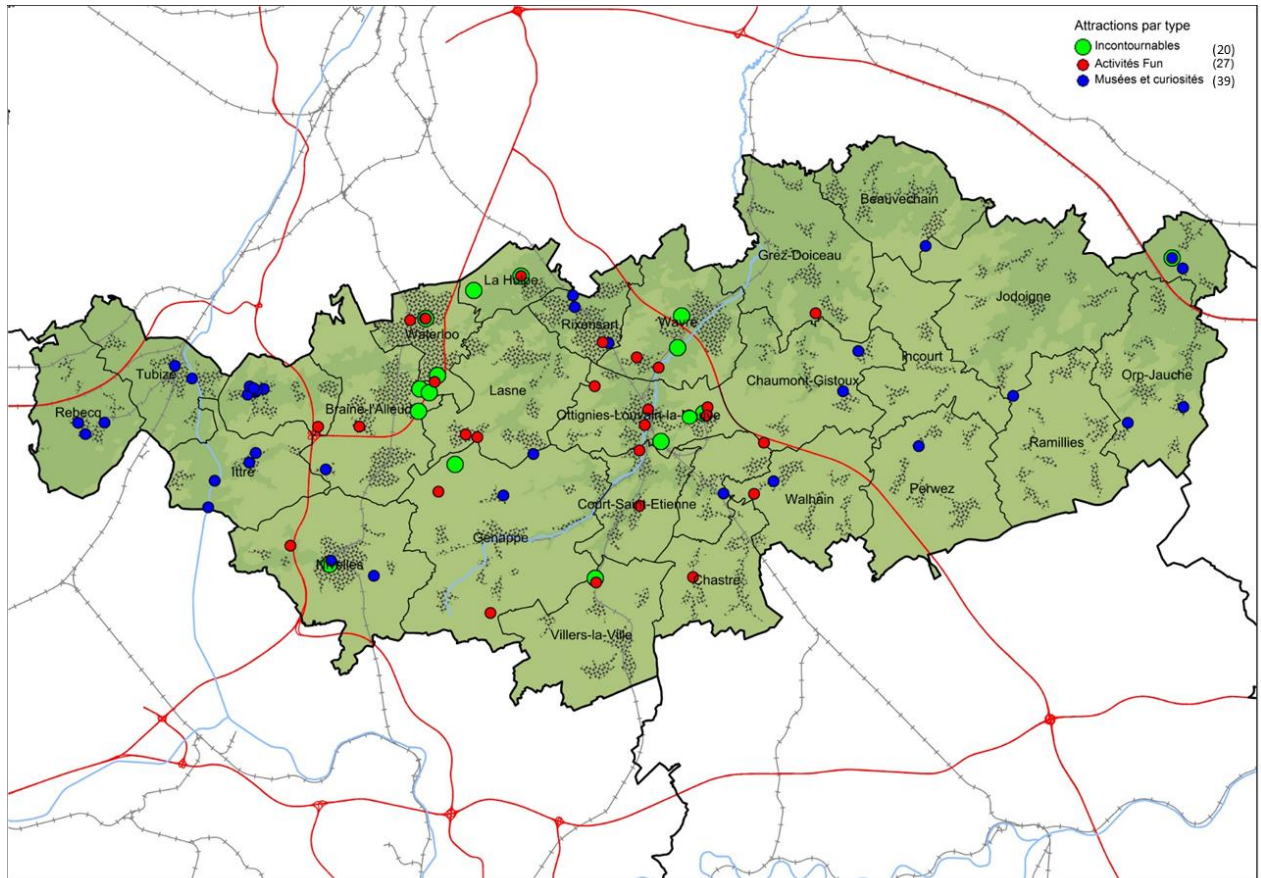 Attractions par type
Incontournables (20)
Activités Fun (27)
Musées et curiosités (39)
Beauvechain
Grez-Doiceau
La Hulpe
Jodoigne
Rixensart
Wavre
Waterloo
Incourt
Tubize
Orp-Jauche
Chaumont-Gistoux
Lasne
Rebecq
Braine-l'Alleud
Ottignies-Louvain-la-Neuve
Ramillies
Ittre
Perwez
Walhain
Court-Saint-Etienne
Genappe
Nivelles
Chastre
Villers-la-Ville